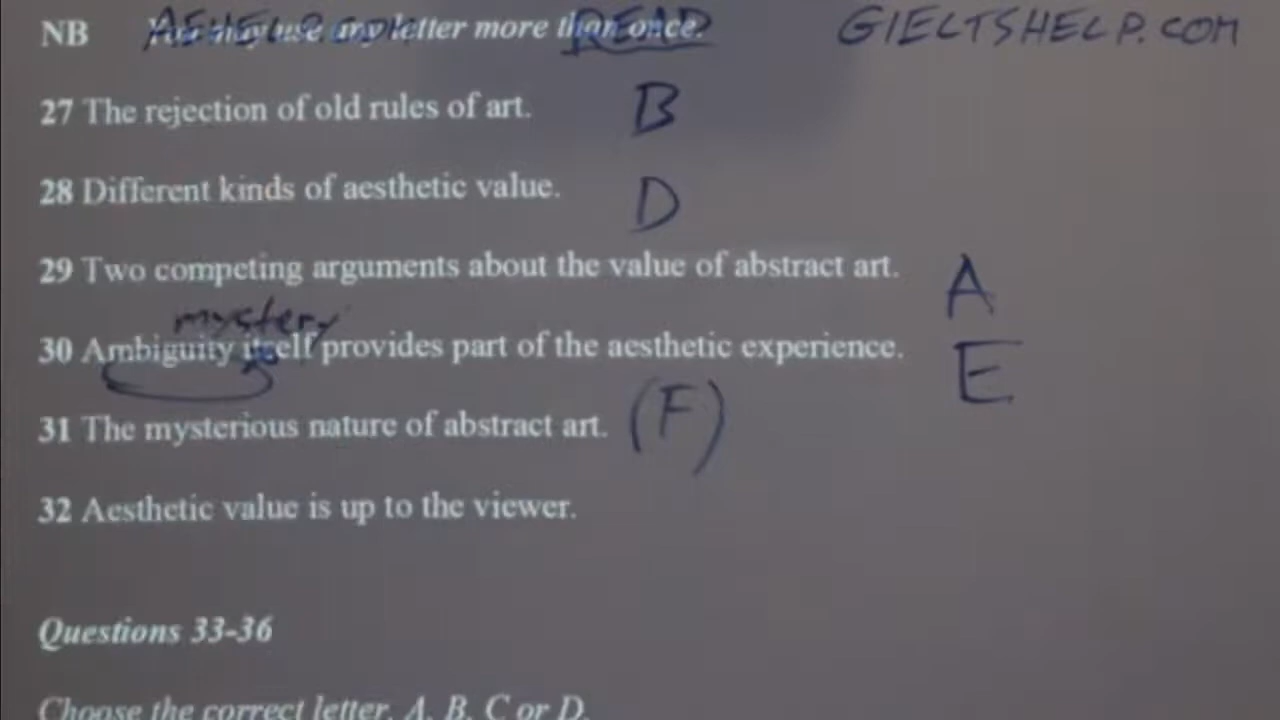 NB You may use any letter more than once. READ GIELTSHELP.COM
27 The rejection of old rules of art. B
28 Different kinds of aesthetic value. D
29 Two competing arguments about the value of abstract art. A
mystery
30 Ambiguity itself provides part of the aesthetic experience. E
31 The mysterious nature of abstract art. (F)
32 Aesthetic value is up to the viewer.
Questions 33-36
Choose the correct letter, A, B, C or D.